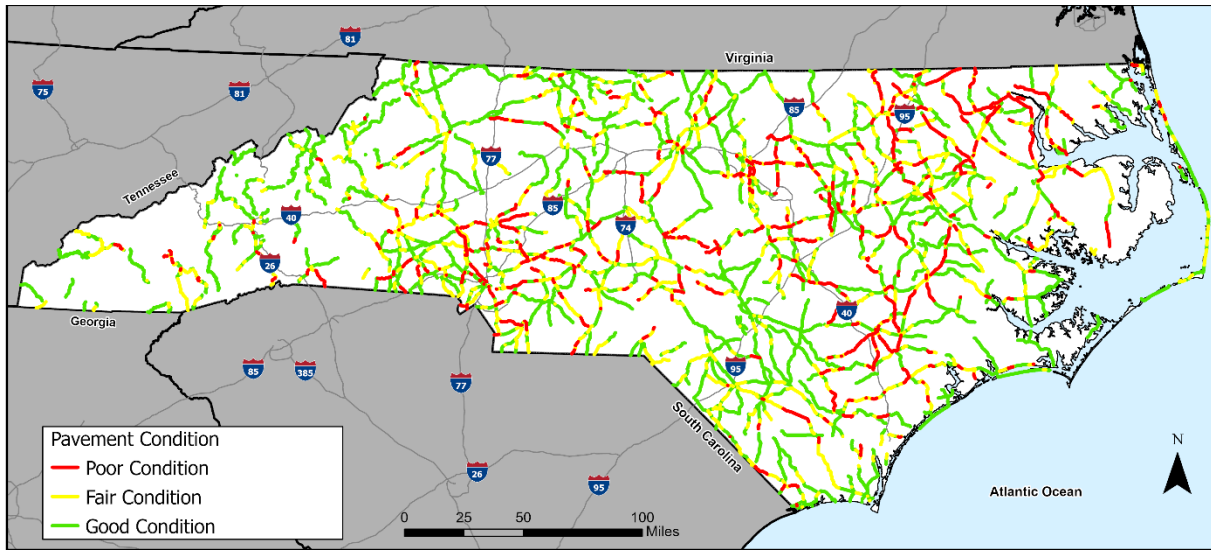 81
Virginia
75
81
85
95
77
Tennessee
85
40
74
26
40
Georgia
95
85
385
77
South Carolina
26
95
Atlantic Ocean
N
Pavement Condition
Poor Condition
Fair Condition
Good Condition
0 25 50 100
Miles